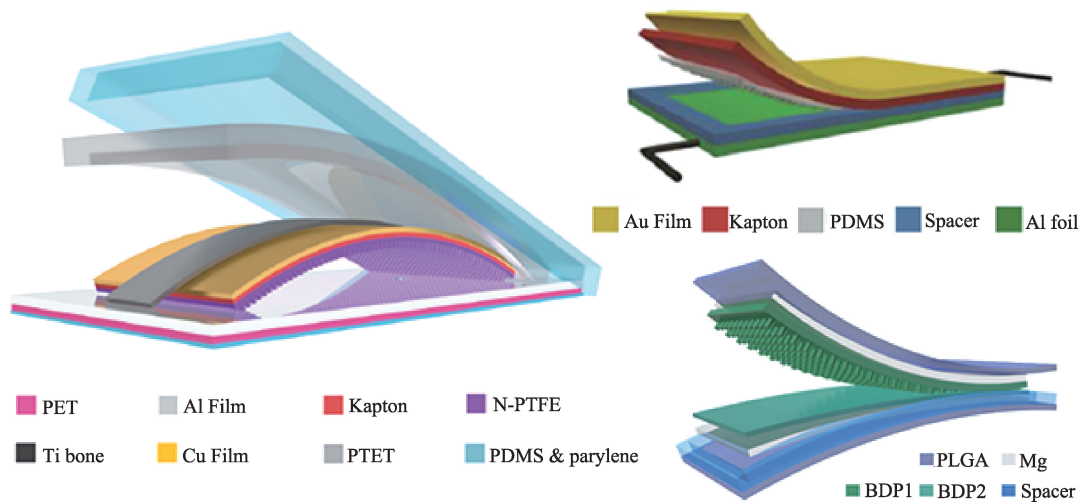 Au Film Kapton PDMS Spacer Al foil
PET Al Film Kapton N-PTFE
Ti bone Cu Film PTET PDMS & parylene
PLGA Mg
BDP1 BDP2 Spacer